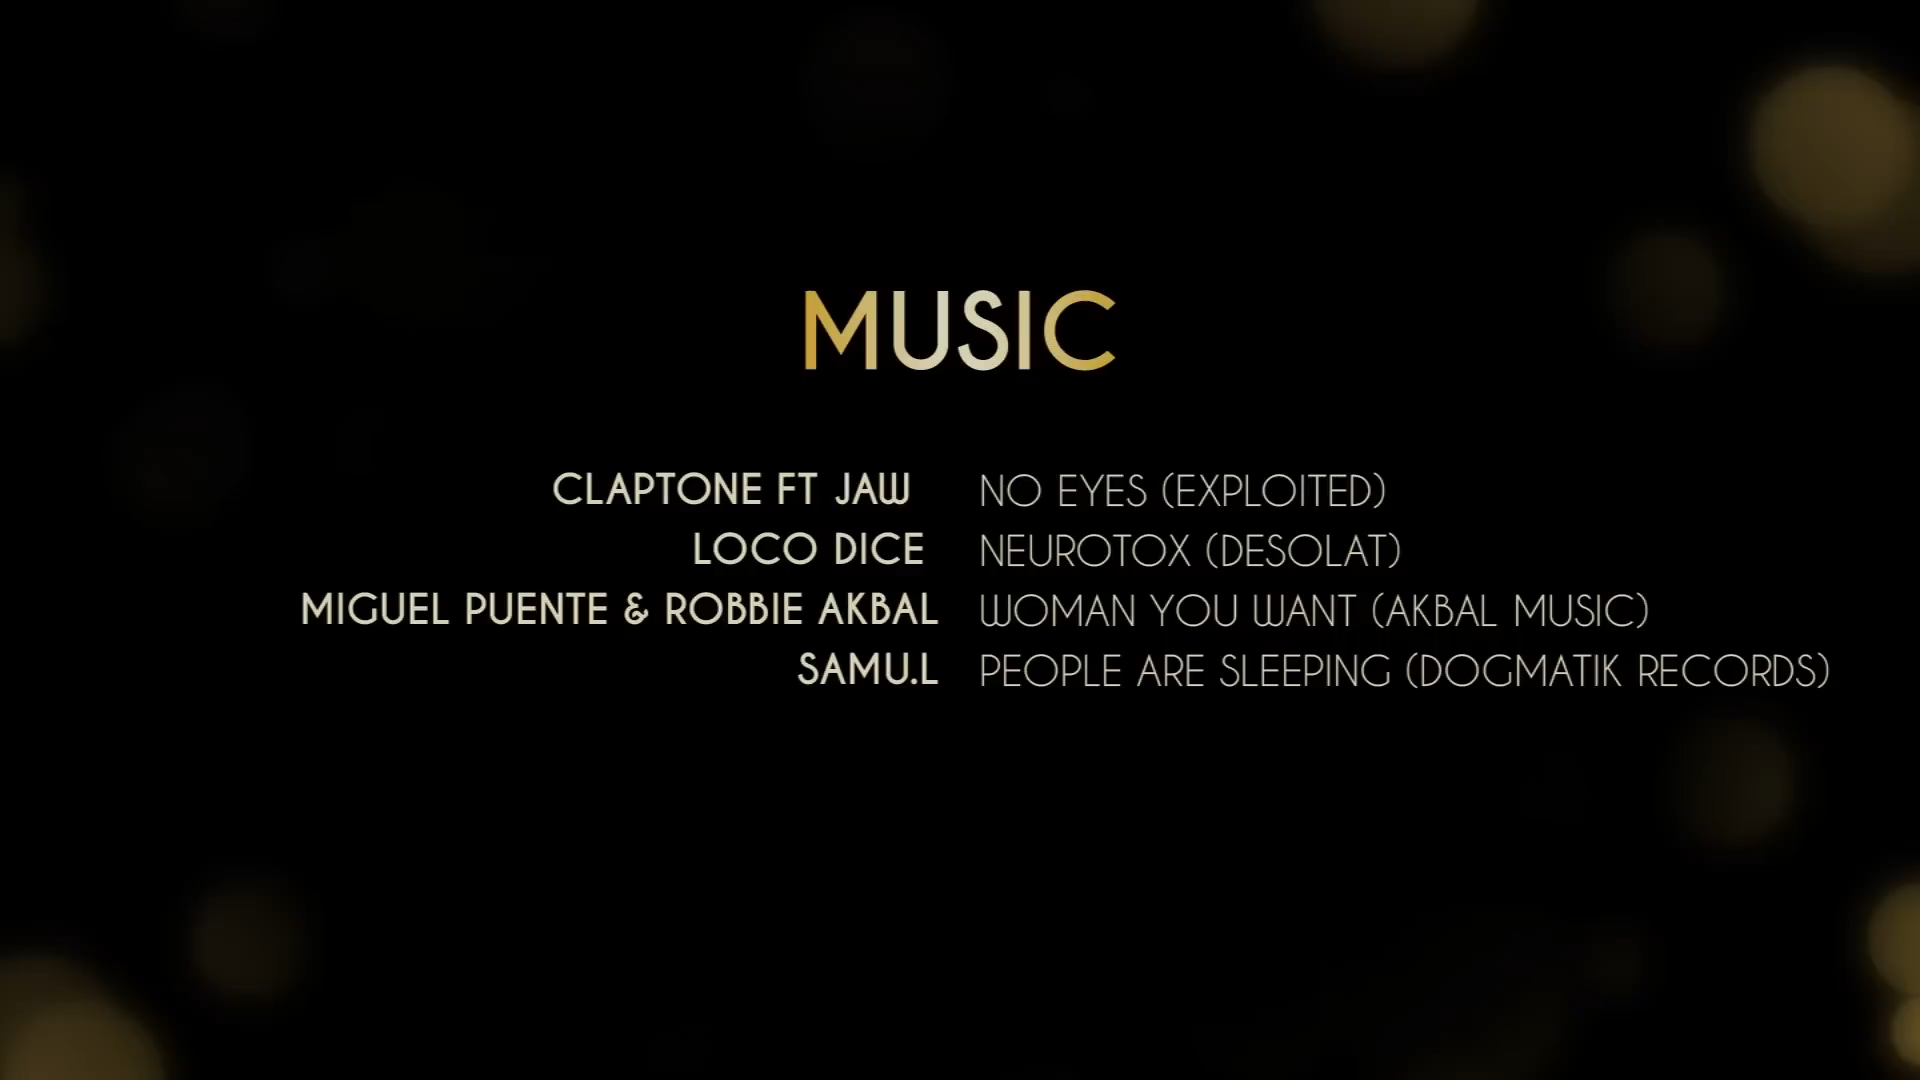 MUSIC
CLAPTONE FT JAW NO EYES (EXPLOITED)
LOCO DICE NEUROTOX (DESOLAT)
MIGUEL PUENTE & ROBBIE AKBAL WOMAN YOU WANT (AKBAL MUSIC)
SAMU.L PEOPLE ARE SLEEPING (DOGMATIK RECORDS)